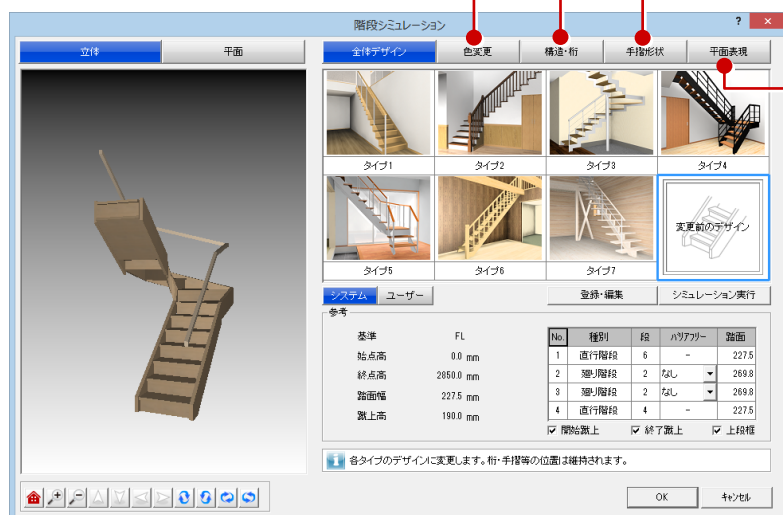 階段シミュレーション
? ×
立体 平面
全体デザイン 色変更 構造・桁 手摺形状 平面表現
タイプ1 タイプ2 タイプ3 タイプ4
変更前のデザイン
タイプ5 タイプ6 タイプ7
システム ユーザー 登録・編集 シミュレーション実行
参考
基準 FL
始点高 0.0 mm
終点高 2850.0 mm
踏面幅 227.5 mm
蹴上高 190.0 mm
No. 種別 段 バリアフリー 踏面
1 直行階段 6 - 227.5
2 廻り階段 2 なし 269.8
3 廻り階段 2 なし 269.8
4 直行階段 4 - 227.5
開始蹴上 終了蹴上 上段框
各タイプのデザインに変更します。桁・手摺等の位置は維持されます。
OK キャンセル